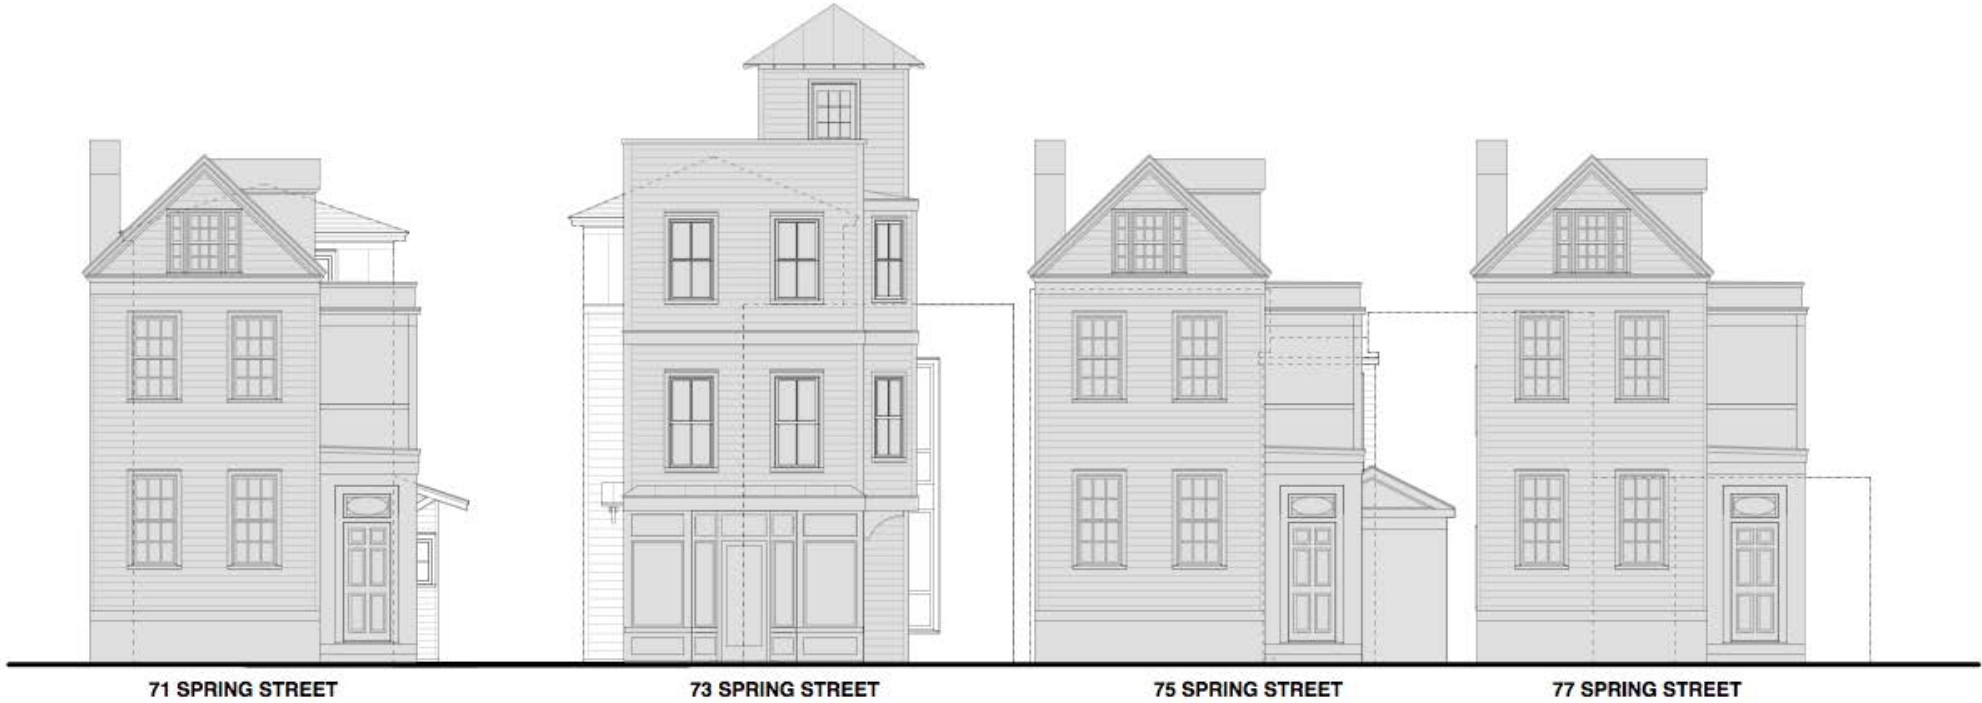 71 SPRING STREET
73 SPRING STREET
75 SPRING STREET
77 SPRING STREET